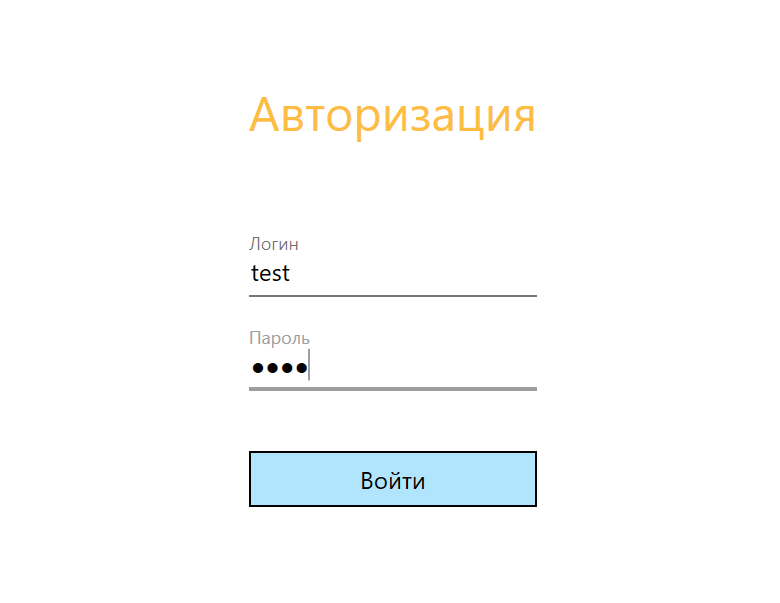 Авторизация
Логин
test
Пароль
••••
Войти